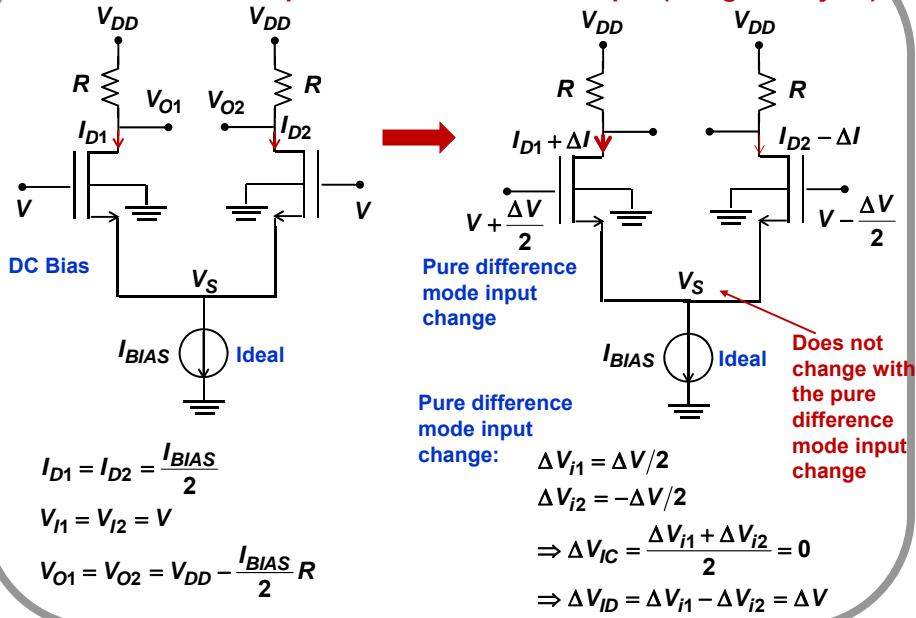 V_DD V_DD V_DD V_DD
R R R R
V_O1 V_O2
I_D1 I_D2 I_D1 + ΔI I_D2 − ΔI
V V V + ΔV/2 V − ΔV/2
DC Bias
V_S
I_BIAS Ideal
Pure difference
mode input
change
V_S
I_BIAS Ideal
Does not
change with
the pure
difference
mode input
change
I_D1 = I_D2 = I_BIAS/2
V_I1 = V_I2 = V
V_O1 = V_O2 = V_DD − I_BIAS/2 R
Pure difference
mode input
change:
ΔV_i1 = ΔV/2
ΔV_i2 = −ΔV/2
⇒ ΔV_IC = (ΔV_i1 + ΔV_i2)/2 = 0
⇒ ΔV_ID = ΔV_i1 − ΔV_i2 = ΔV